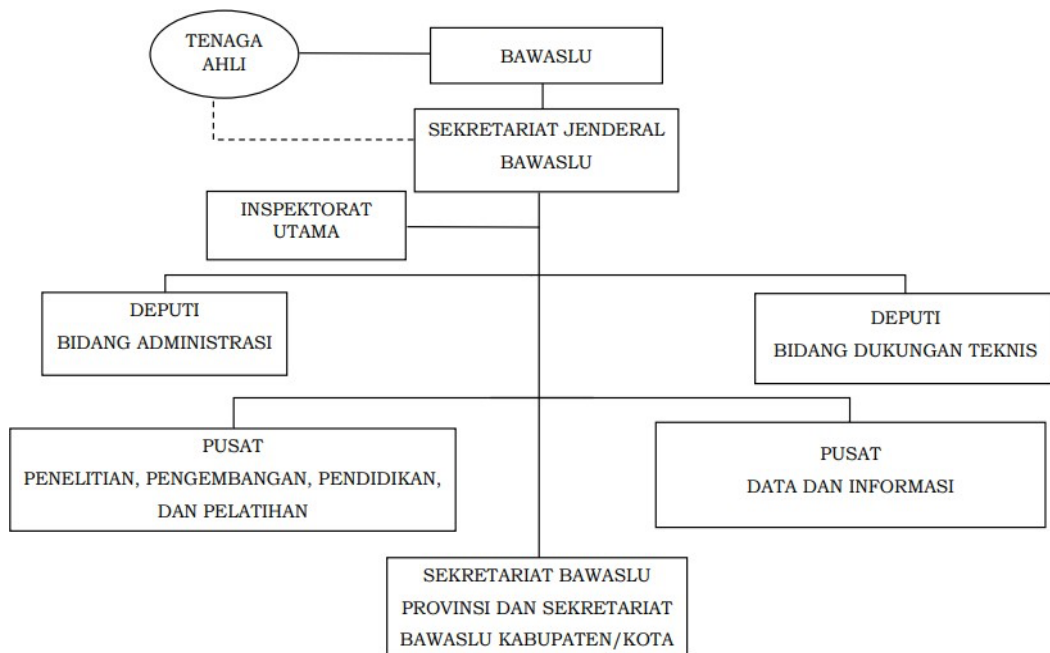 TENAGA
AHLI
BAWASLU
SEKRETARIAT JENDERAL
BAWASLU
INSPEKTORAT
UTAMA
DEPUTI
BIDANG ADMINISTRASI
DEPUTI
BIDANG DUKUNGAN TEKNIS
PUSAT
PENELITIAN, PENGEMBANGAN, PENDIDIKAN,
DAN PELATIHAN
PUSAT
DATA DAN INFORMASI
SEKRETARIAT BAWASLU
PROVINSI DAN SEKRETARIAT
BAWASLU KABUPATEN/KOTA